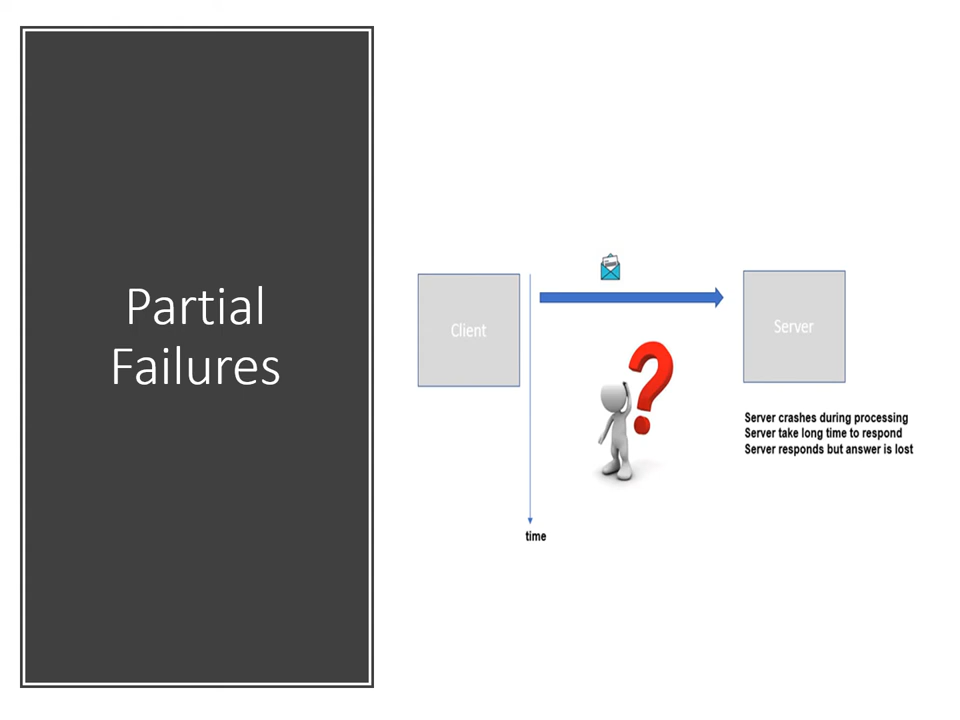 Partial
Failures
Client
Server
Server crashes during processing
Server take long time to respond
Server responds but answer is lost
time